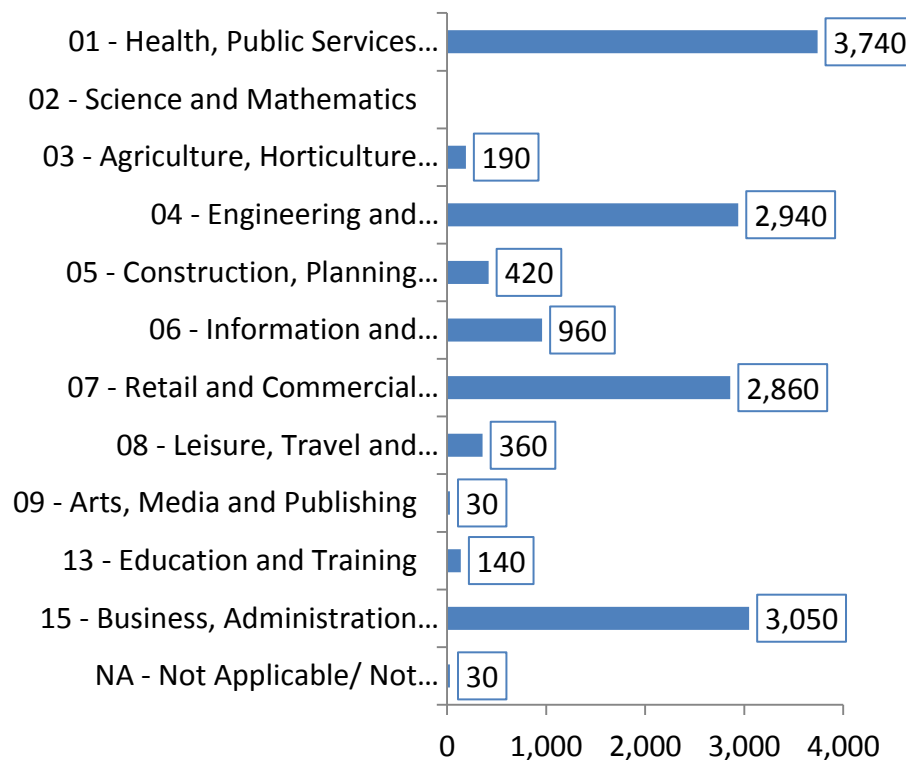 01 - Health, Public Services... 3,740
02 - Science and Mathematics
03 - Agriculture, Horticulture... 190
04 - Engineering and... 2,940
05 - Construction, Planning... 420
06 - Information and... 960
07 - Retail and Commercial... 2,860
08 - Leisure, Travel and... 360
09 - Arts, Media and Publishing 30
13 - Education and Training 140
15 - Business, Administration... 3,050
NA - Not Applicable/ Not... 30
0 1,000 2,000 3,000 4,000